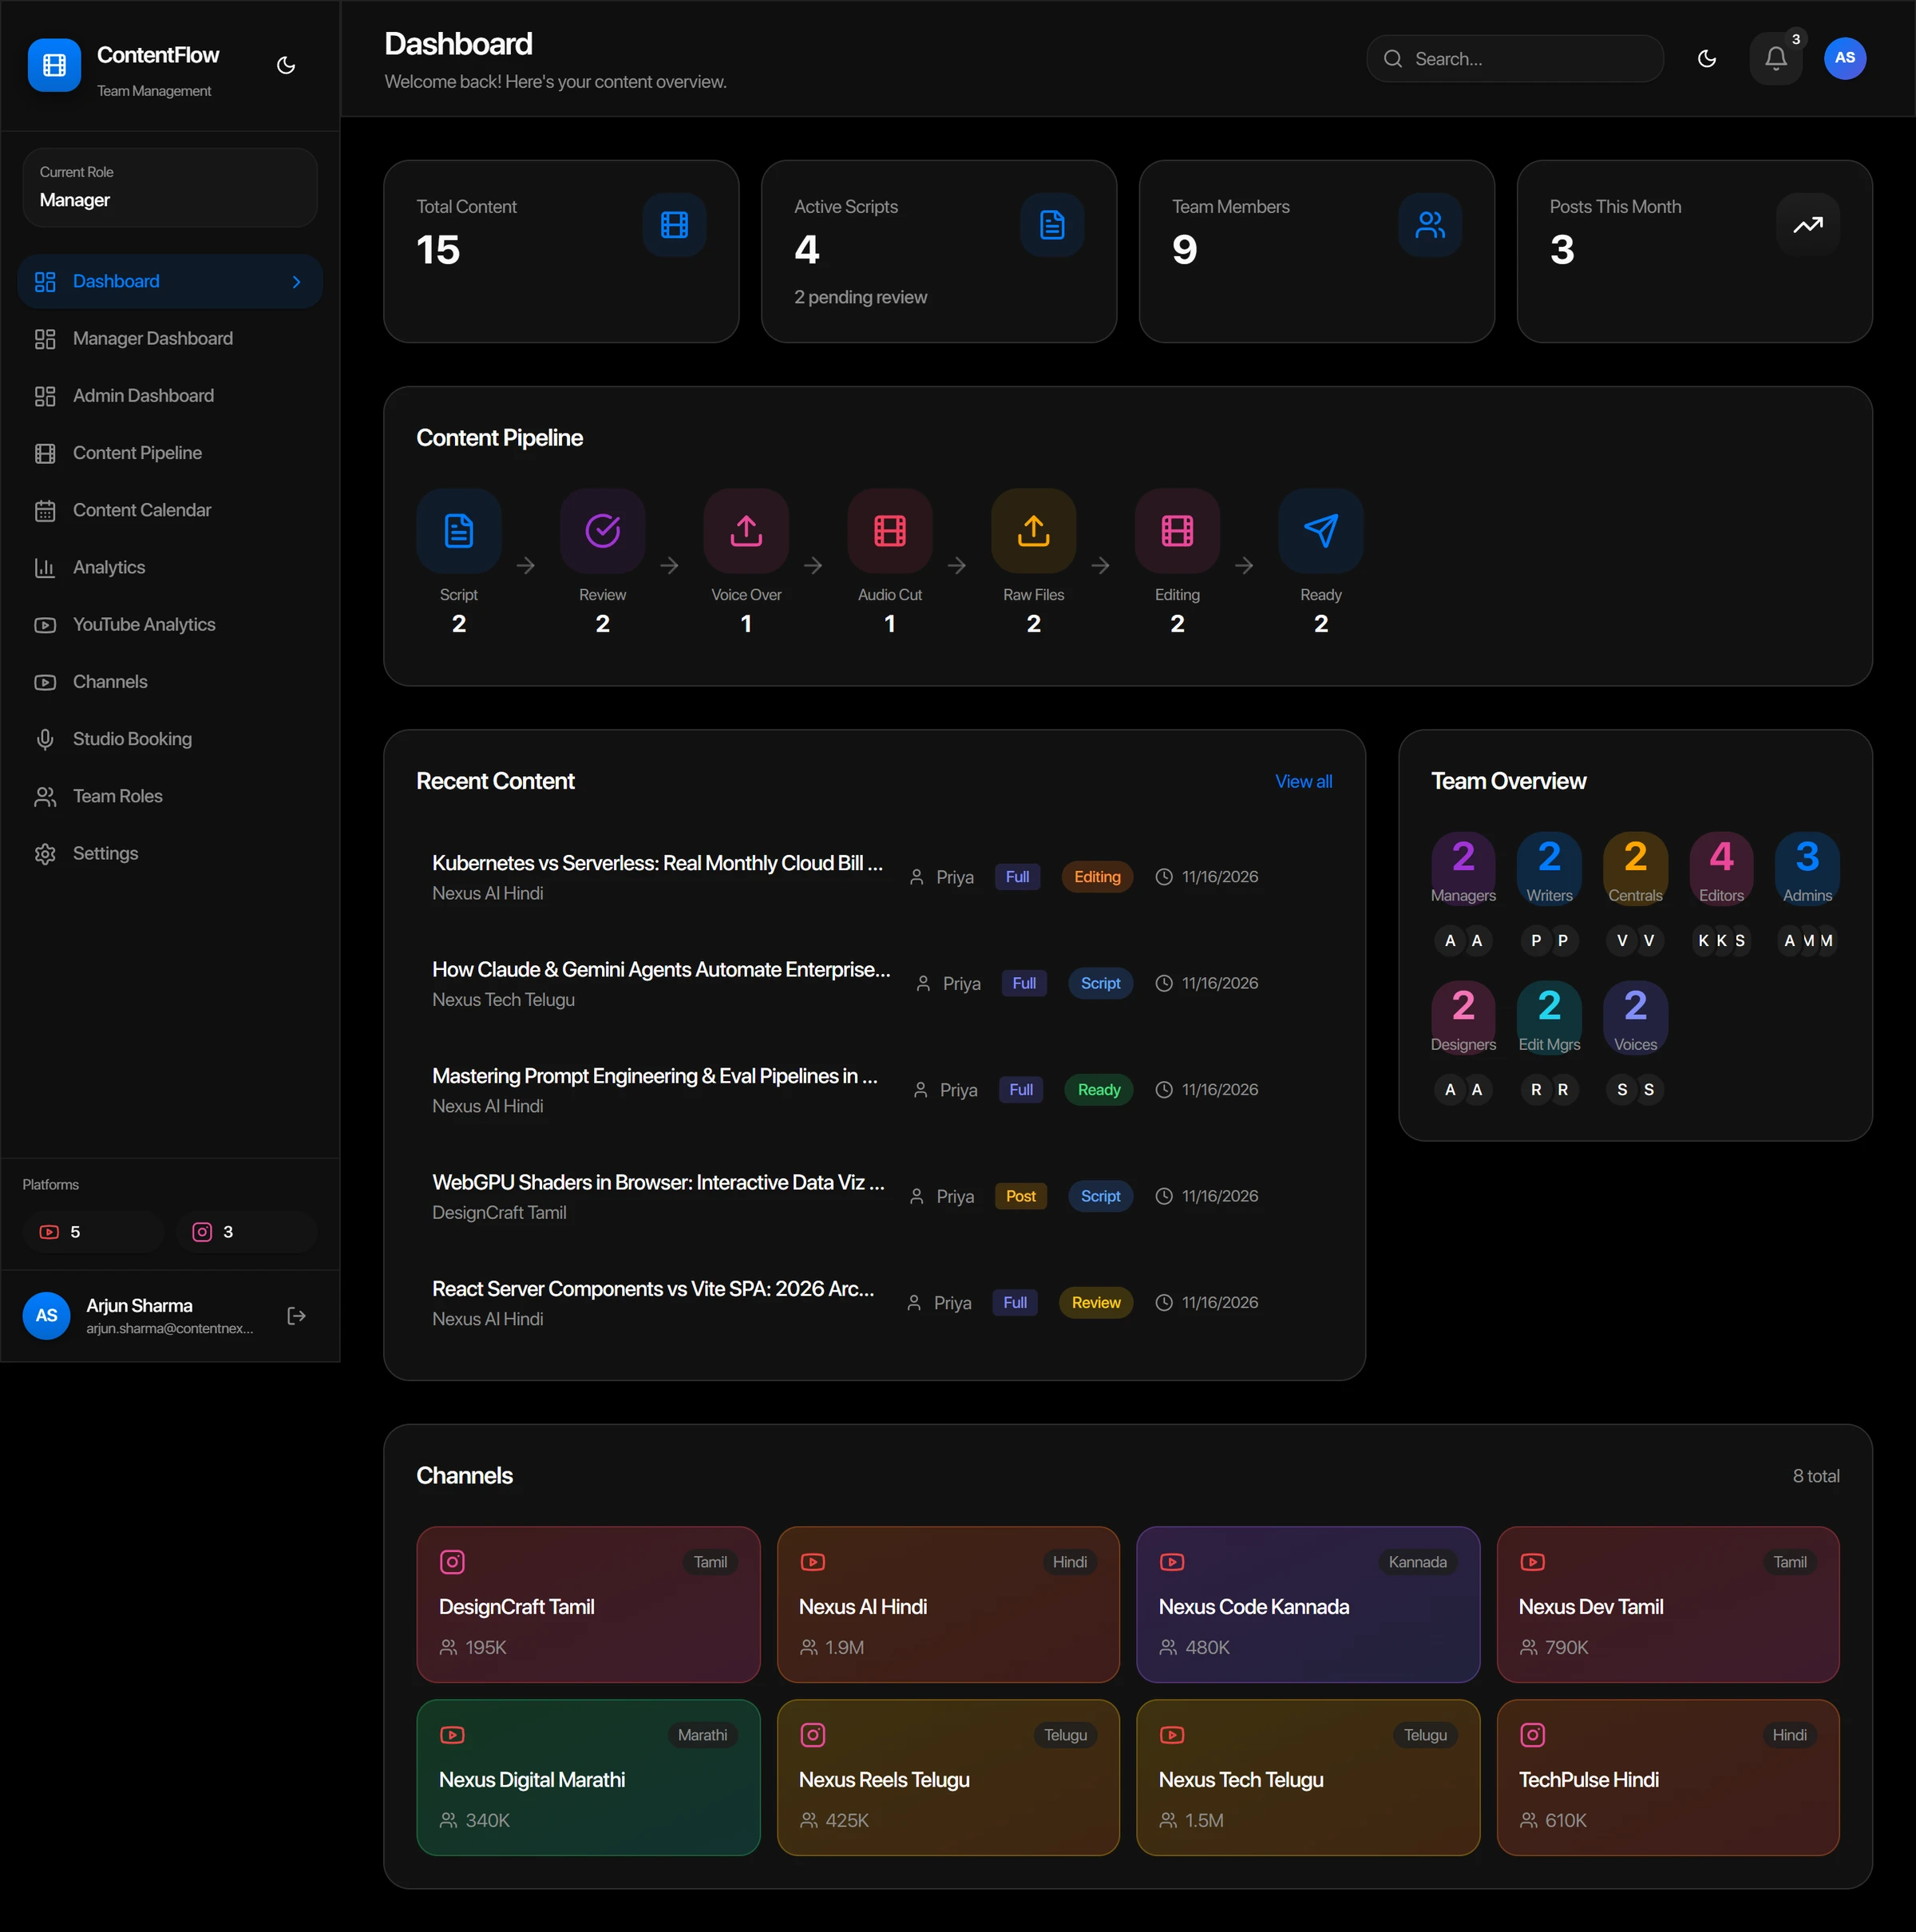 ContentFlow
Team Management
Current Role
Manager
Dashboard
Manager Dashboard
Admin Dashboard
Content Pipeline
Content Calendar
Analytics
YouTube Analytics
Channels
Studio Booking
Team Roles
Settings
Platforms
5
3
AS
Arjun Sharma
arjun.sharma@contentnex...
Dashboard
Welcome back! Here's your content overview.
Search...
3
AS
Total Content
15
Active Scripts
4
2 pending review
Team Members
9
Posts This Month
3
Content Pipeline
Script
2
Review
2
Voice Over
1
Audio Cut
1
Raw Files
2
Editing
2
Ready
2
Recent Content
View all
Kubernetes vs Serverless: Real Monthly Cloud Bill ...
Nexus AI Hindi
Priya Full Editing 11/16/2026
How Claude & Gemini Agents Automate Enterprise...
Nexus Tech Telugu
Priya Full Script 11/16/2026
Mastering Prompt Engineering & Eval Pipelines in ...
Nexus AI Hindi
Priya Full Ready 11/16/2026
WebGPU Shaders in Browser: Interactive Data Viz ...
DesignCraft Tamil
Priya Post Script 11/16/2026
React Server Components vs Vite SPA: 2026 Arc...
Nexus AI Hindi
Priya Full Review 11/16/2026
Team Overview
2 2 2 4 3
Managers Writers Centrals Editors Admins
A A P P V V K K S A M M
2 2 2
Designers Edit Mgrs Voices
A A R R S S
Channels
8 total
Tamil
DesignCraft Tamil
195K
Hindi
Nexus AI Hindi
1.9M
Kannada
Nexus Code Kannada
480K
Tamil
Nexus Dev Tamil
790K
Marathi
Nexus Digital Marathi
340K
Telugu
Nexus Reels Telugu
425K
Telugu
Nexus Tech Telugu
1.5M
Hindi
TechPulse Hindi
610K